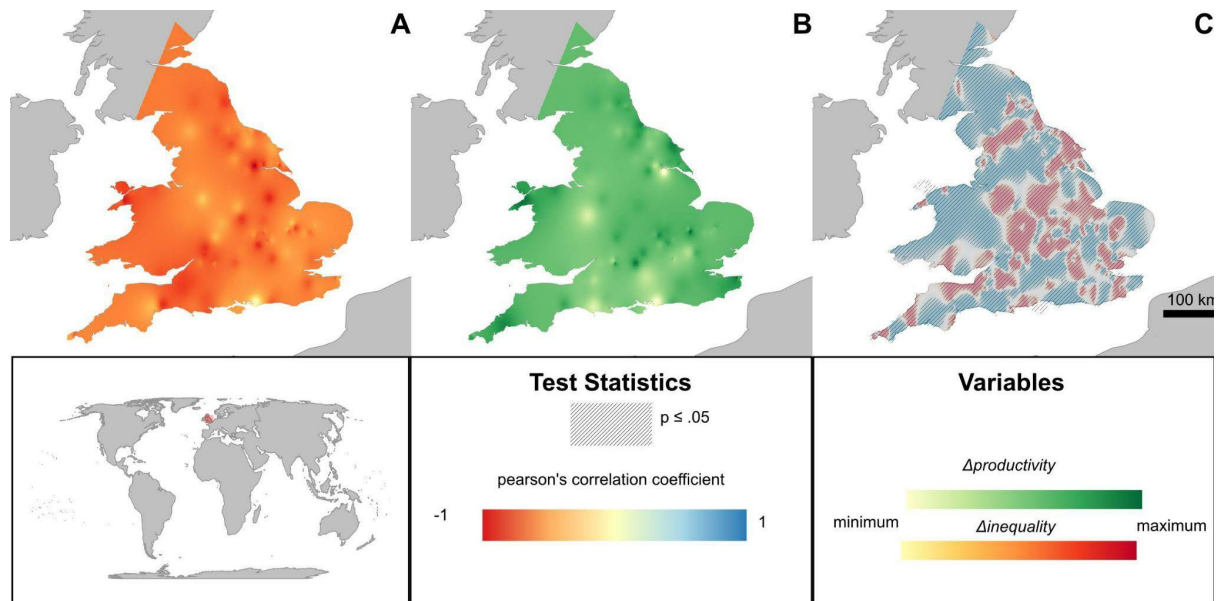 A
B
C
100 km
Test Statistics
p ≤ .05
pearson's correlation coefficient
-1
1
Variables
Δproductivity
minimum
maximum
Δinequality